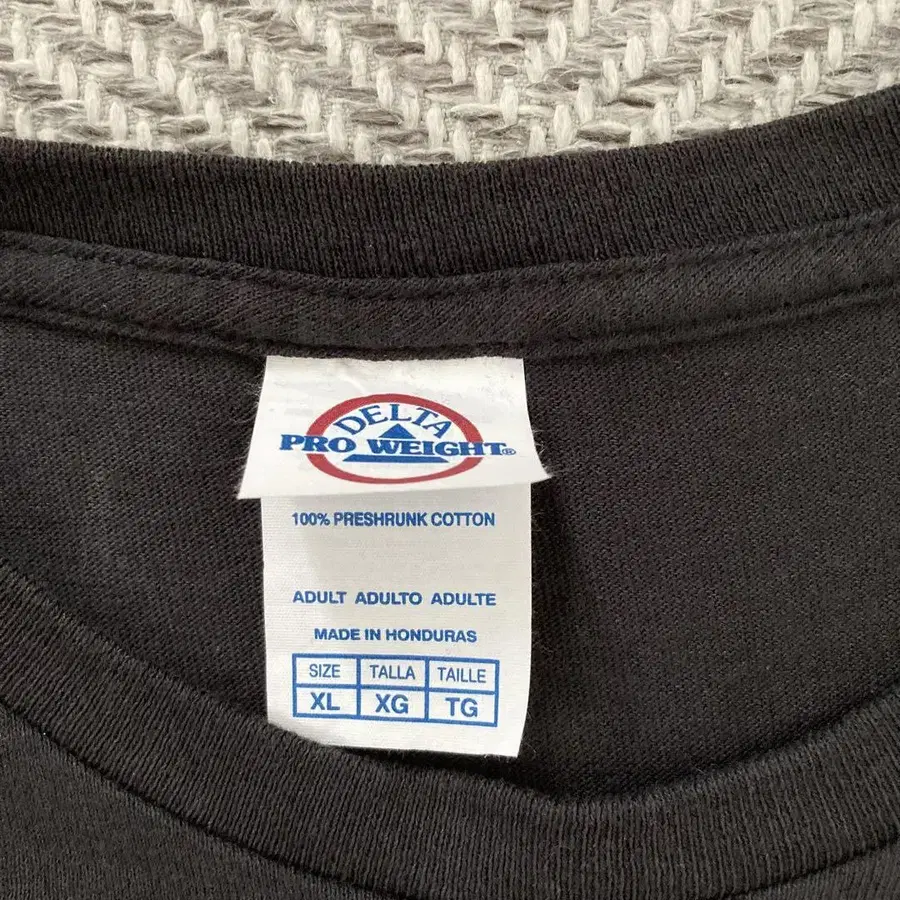 DELTA
PRO WEIGHT®
100% PRESHRUNK COTTON
ADULT ADULTO ADULTE
MADE IN HONDURAS
SIZE TALLA TAILLE
XL XG TG